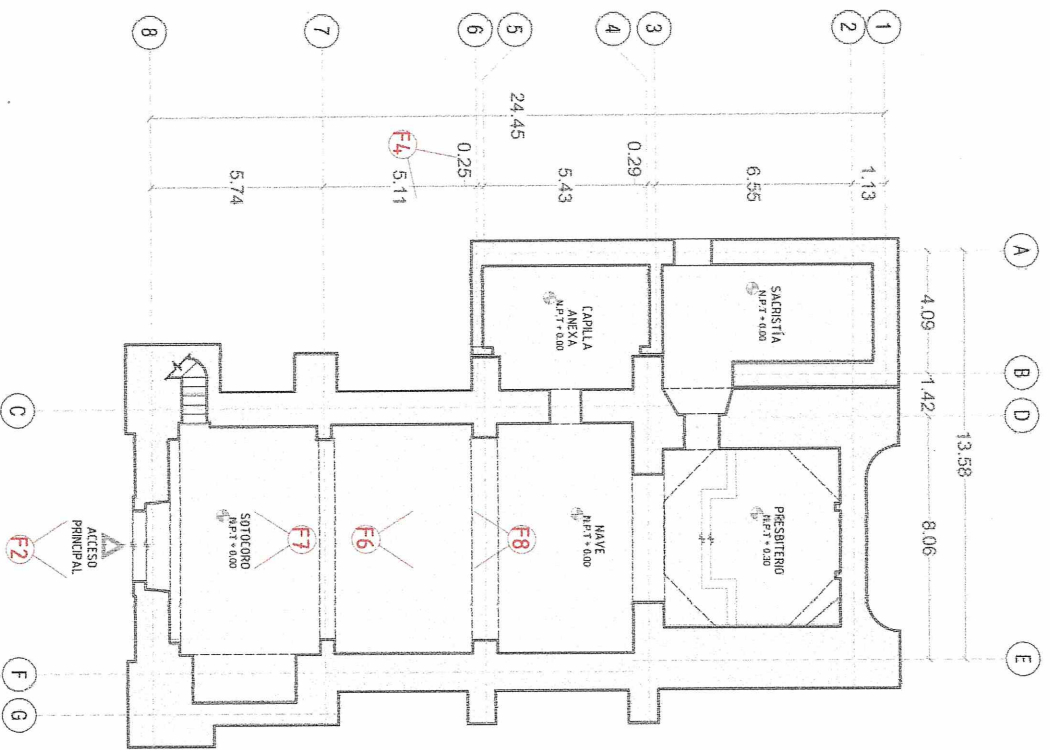 8
7
6
5
4
3
2
1
24.45
5.74
5.11
0.25
5.43
0.29
6.55
1.13
F4
A
B
D
E
4.09
1.42
8.06
13.58
SACRISTÍA
N.P.T + 0.00
CAPILLA
ANEXA
N.P.T + 0.00
PRESBITERIO
N.P.T + 0.30
NAVE
N.P.T + 0.00
SOTOCORO
N.P.T + 0.00
F8
F6
F7
F2
ACCESO
PRINCIPAL
C
F
G